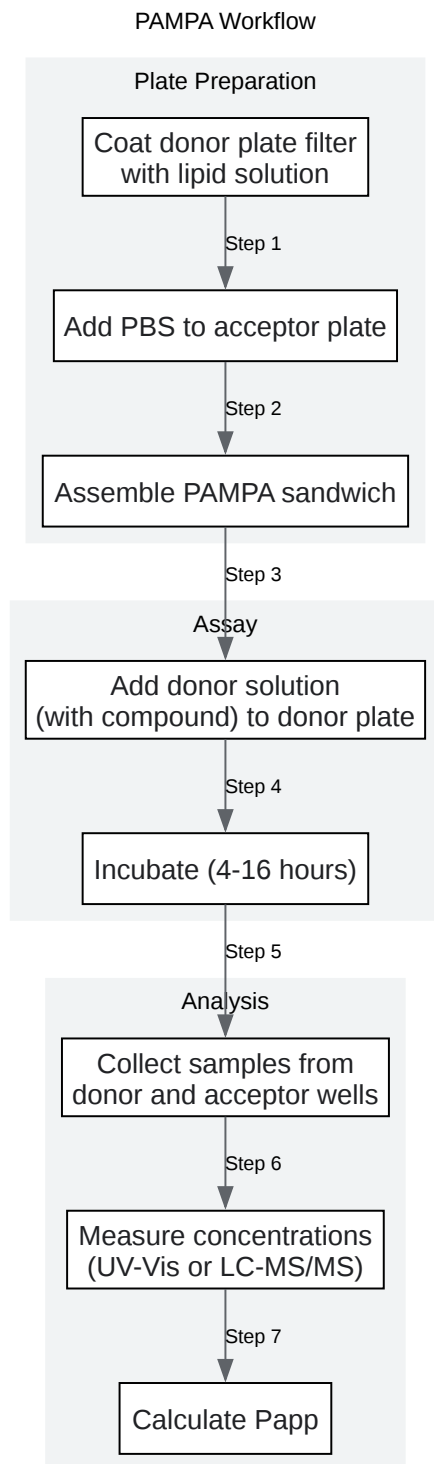 PAMPA Workflow
Plate Preparation
Coat donor plate filter
with lipid solution
Step 1
Add PBS to acceptor plate
Step 2
Assemble PAMPA sandwich
Step 3
Assay
Add donor solution
(with compound) to donor plate
Step 4
Incubate (4-16 hours)
Step 5
Analysis
Collect samples from
donor and acceptor wells
Step 6
Measure concentrations
(UV-Vis or LC-MS/MS)
Step 7
Calculate Papp